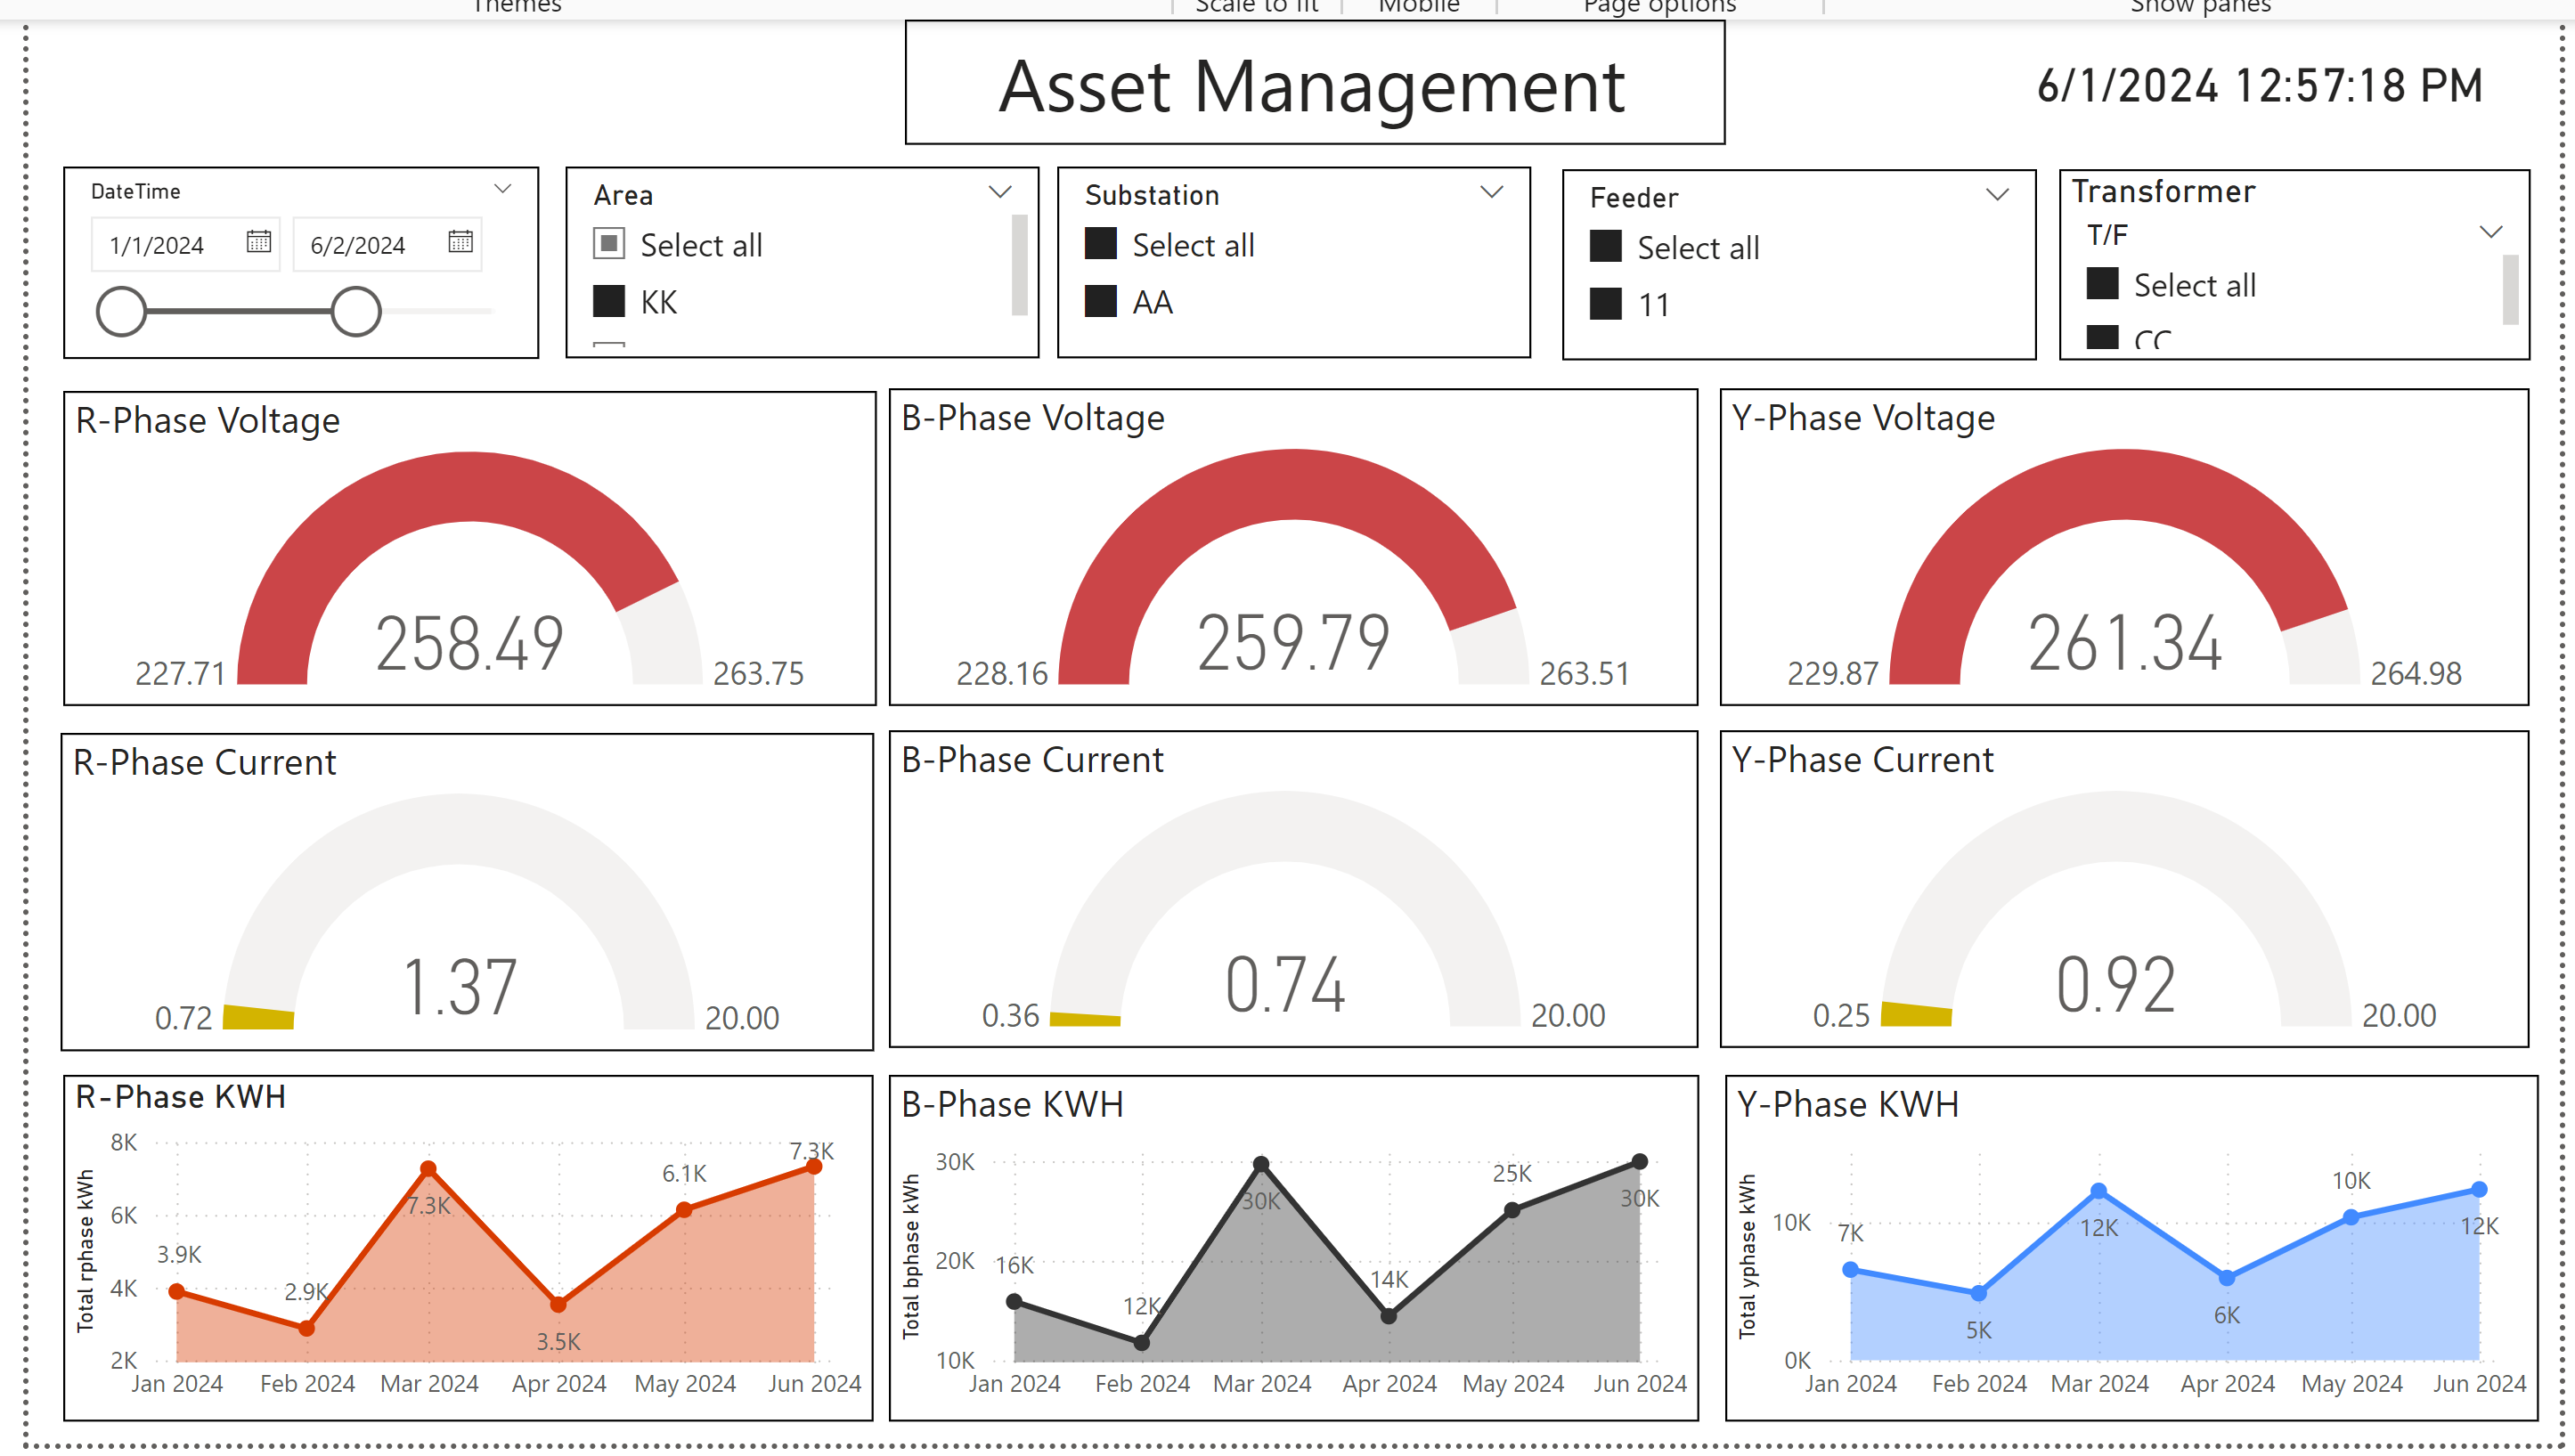 Themes
Scale to fit
Mobile
Page options
Show panes
Asset Management
6/1/2024 12:57:18 PM
DateTime
1/1/2024
6/2/2024
Area
Select all
KK
Substation
Select all
AA
Feeder
Select all
11
Transformer
T/F
Select all
CC
R-Phase Voltage
258.49
227.71
263.75
B-Phase Voltage
259.79
228.16
263.51
Y-Phase Voltage
261.34
229.87
264.98
R-Phase Current
1.37
0.72
20.00
B-Phase Current
0.74
0.36
20.00
Y-Phase Current
0.92
0.25
20.00
R-Phase KWH
Total rphase kWh
8K
6K
4K
2K
3.9K
2.9K
7.3K
3.5K
6.1K
7.3K
Jan 2024
Feb 2024
Mar 2024
Apr 2024
May 2024
Jun 2024
B-Phase KWH
Total bphase kWh
30K
20K
10K
16K
12K
30K
14K
25K
30K
Jan 2024
Feb 2024
Mar 2024
Apr 2024
May 2024
Jun 2024
Y-Phase KWH
Total yphase kWh
10K
0K
7K
5K
12K
6K
10K
12K
Jan 2024
Feb 2024
Mar 2024
Apr 2024
May 2024
Jun 2024